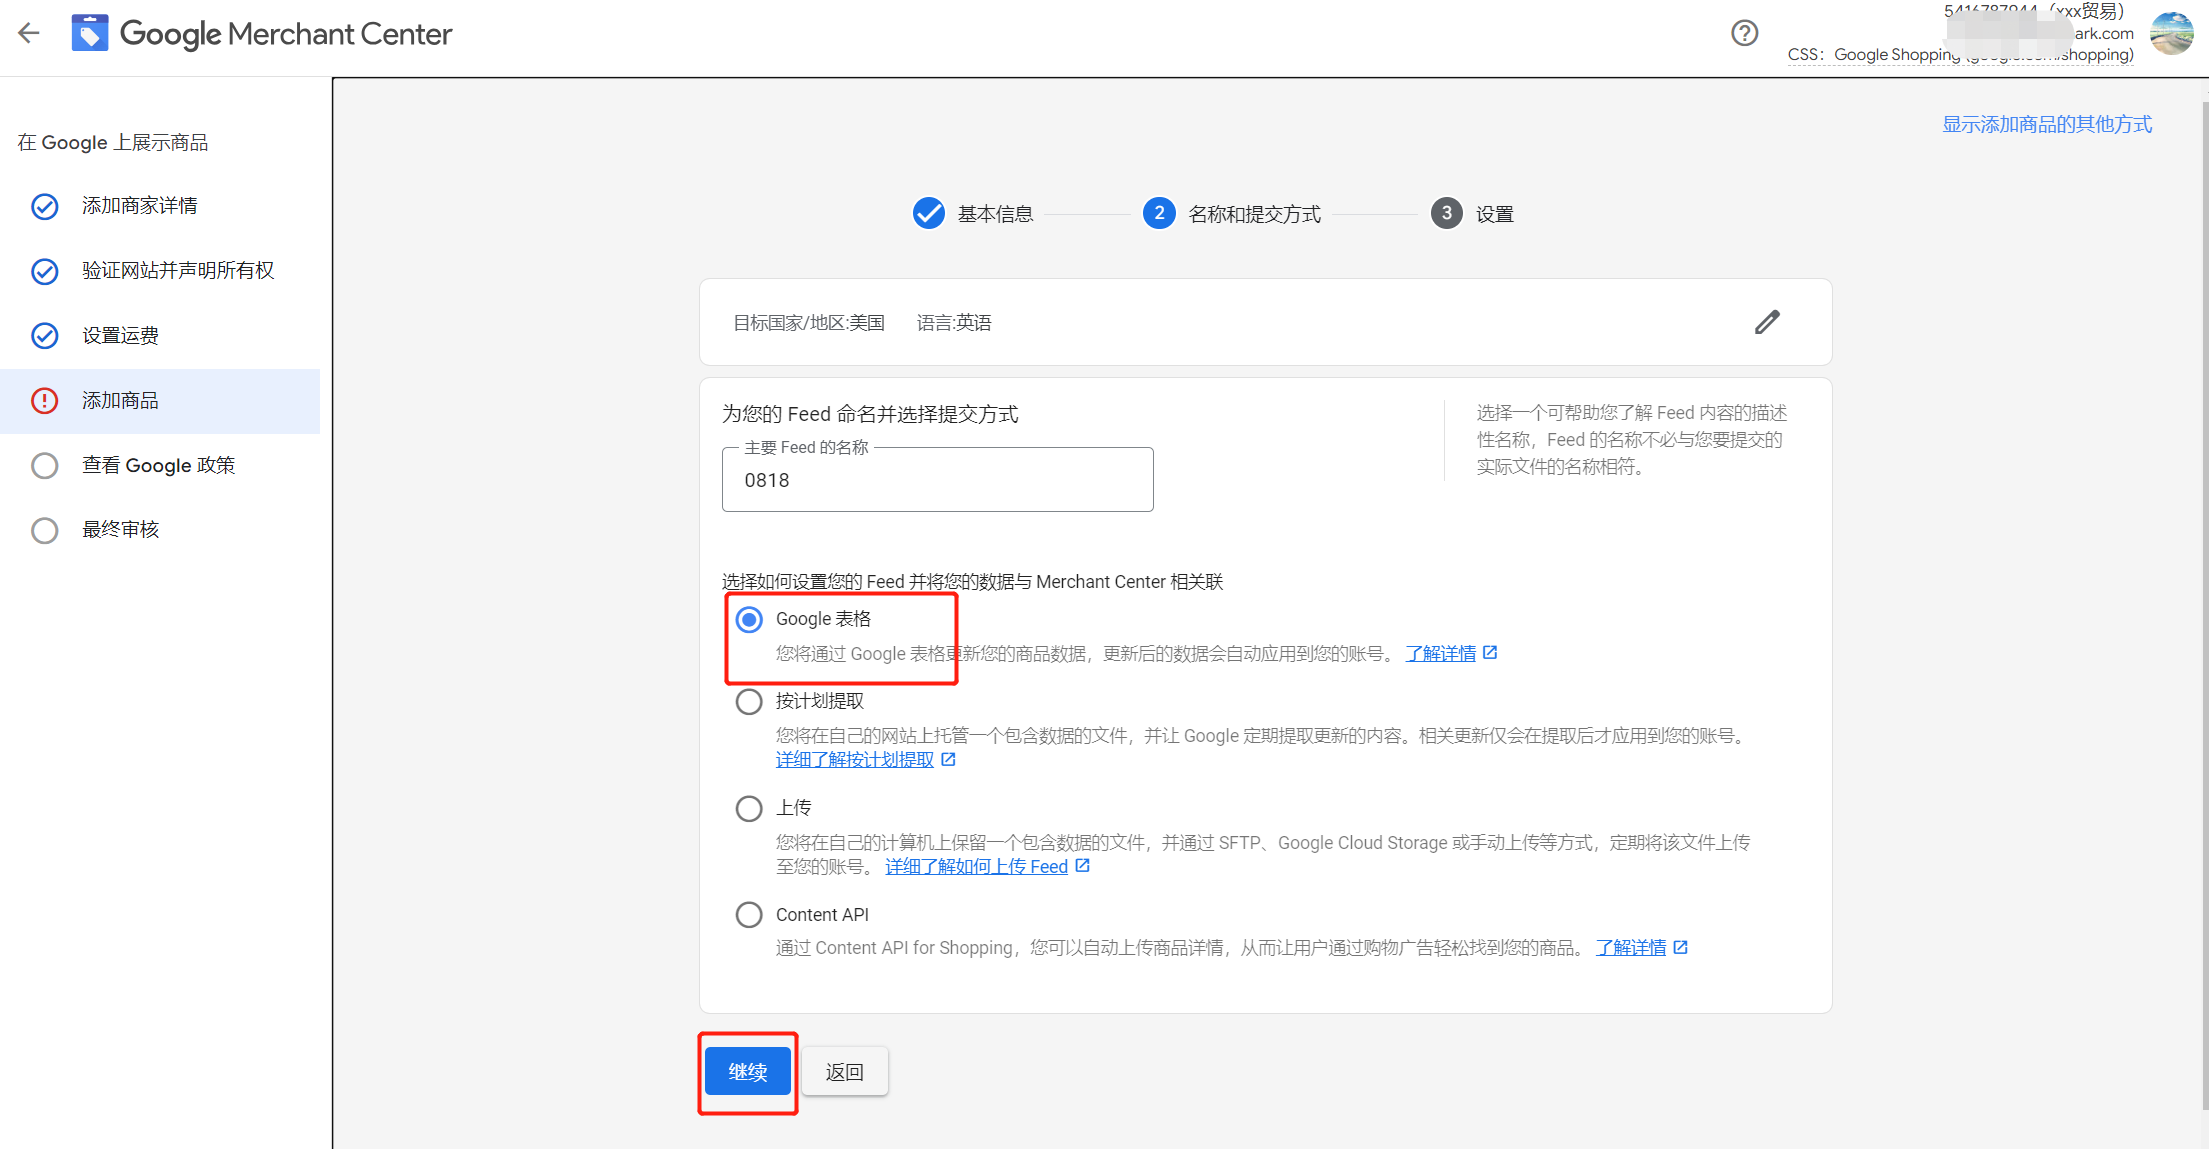 Google Merchant Center
(xxx贸易)
ark.com
CSS：Google Shopping
shopping)
显示添加商品的其他方式
在 Google 上展示商品
添加商家详情
验证网站并声明所有权
设置运费
添加商品
查看 Google 政策
最终审核
基本信息
2 名称和提交方式
3 设置
目标国家/地区:美国 语言:英语
为您的 Feed 命名并选择提交方式
主要 Feed 的名称
0818
选择一个可帮助您了解 Feed 内容的描述
性名称，Feed 的名称不必与您要提交的
实际文件的名称相符。
选择如何设置您的 Feed 并将您的数据与 Merchant Center 相关联
Google 表格
您将通过 Google 表格更新您的商品数据，更新后的数据会自动应用到您的账号。 了解详情
按计划提取
您将在自己的网站上托管一个包含数据的文件，并让 Google 定期提取更新的内容。相关更新仅会在提取后才应用到您的账号。
详细了解按计划提取
上传
您将在自己的计算机上保留一个包含数据的文件，并通过 SFTP、Google Cloud Storage 或手动上传等方式，定期将该文件上传
至您的账号。 详细了解如何上传 Feed
Content API
通过 Content API for Shopping，您可以自动上传商品详情，从而让用户通过购物广告轻松找到您的商品。 了解详情
继续 返回